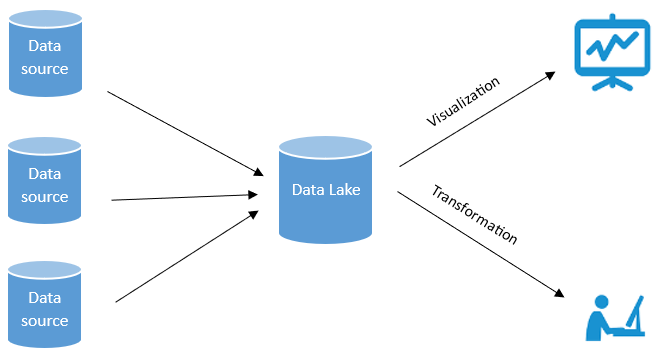 Data
source
Data
source
Data
source
Data Lake
Visualization
Transformation